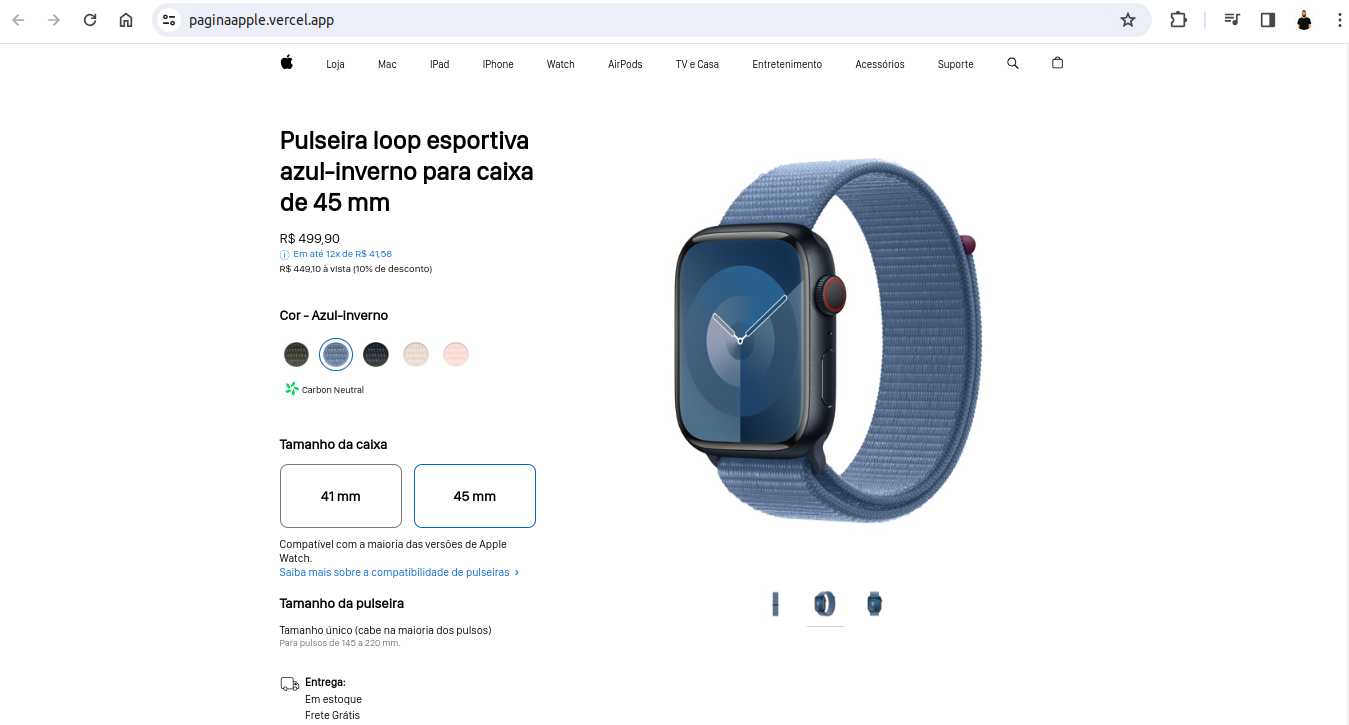 paginaapple.vercel.app
Loja Mac IPad IPhone Watch AirPods TV e Casa Entretenimento Acessórios Suporte
Pulseira loop esportiva
azul-inverno para caixa
de 45 mm
R$ 499,90
Em até 12x de R$ 41,58
R$ 449,10 à vista (10% de desconto)
Cor - Azul-inverno
Carbon Neutral
Tamanho da caixa
41 mm 45 mm
Compatível com a maioria das versões de Apple
Watch.
Saiba mais sobre a compatibilidade de pulseiras >
Tamanho da pulseira
Tamanho único (cabe na maioria dos pulsos)
Para pulsos de 145 a 220 mm.
Entrega:
Em estoque
Frete Grátis